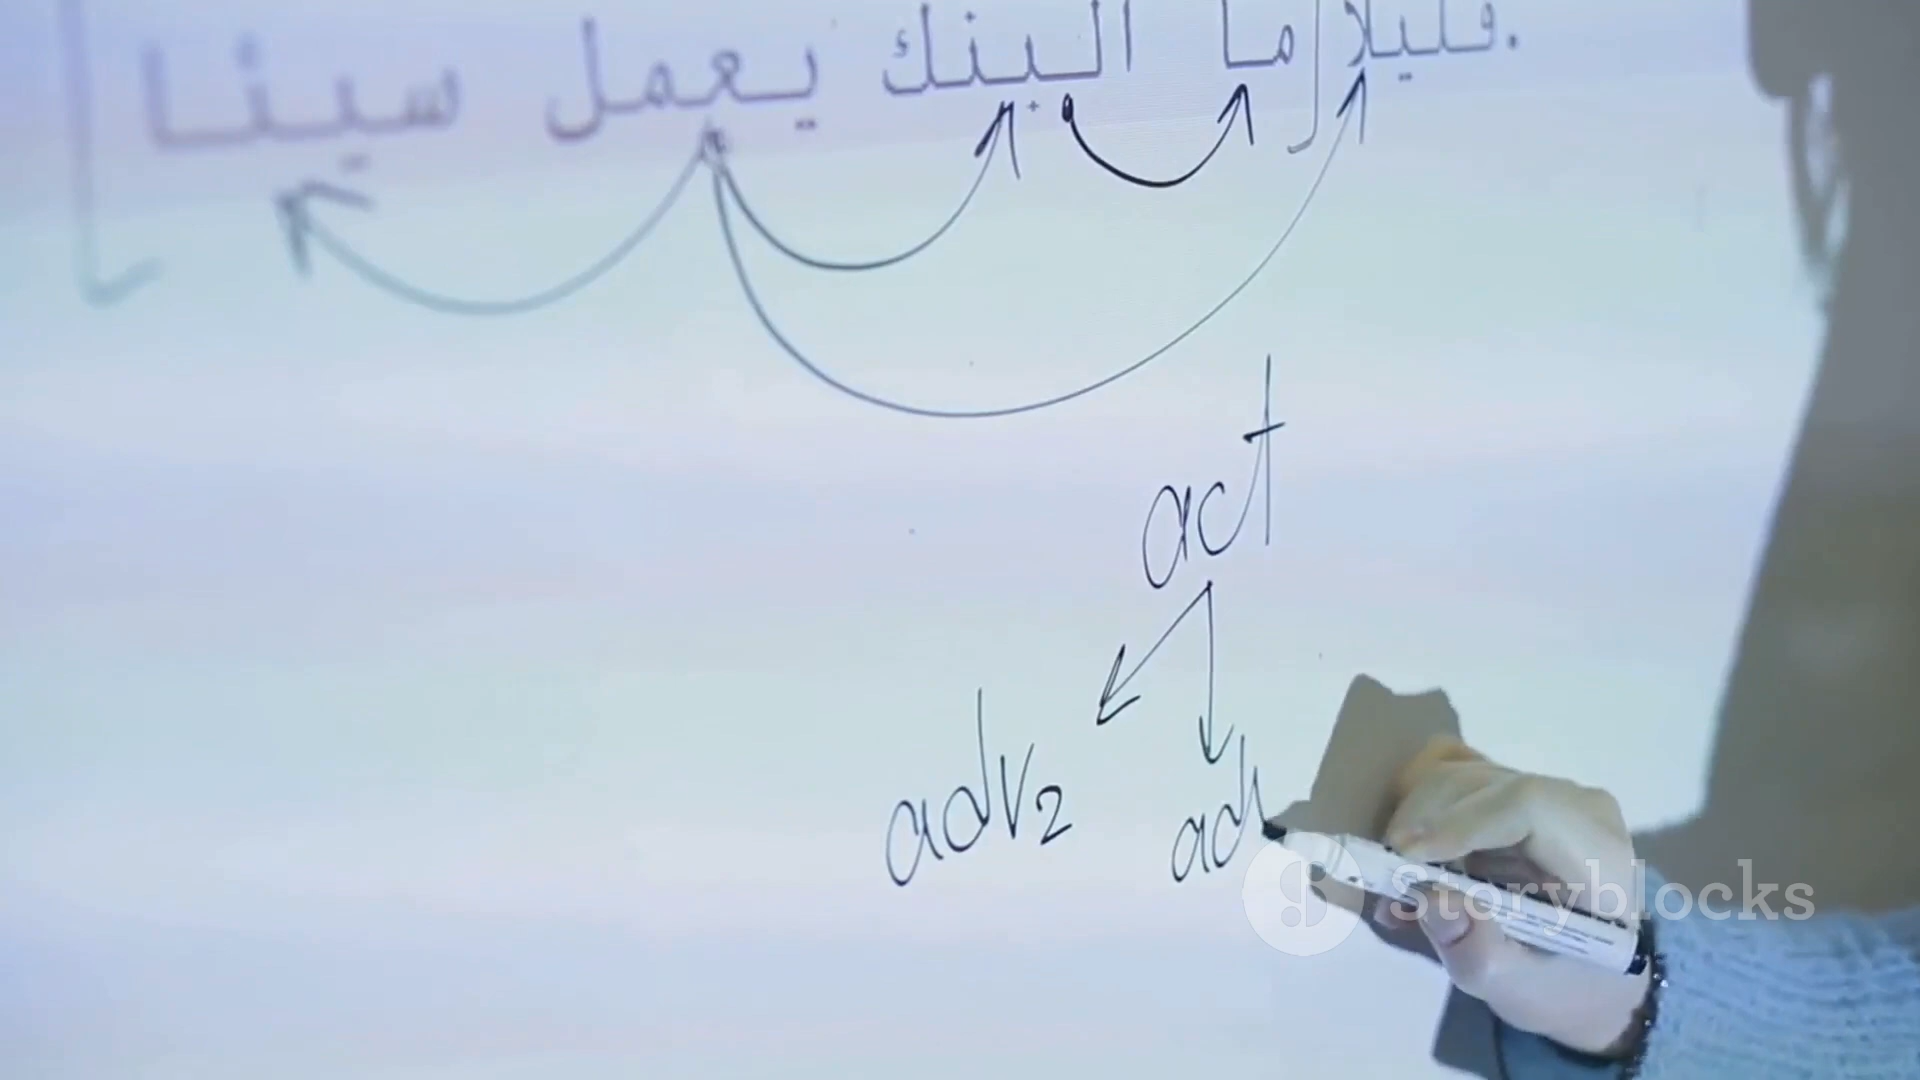 قليلا ما البنك يعمل سيئا.
act
adv2 ad
Storyblocks